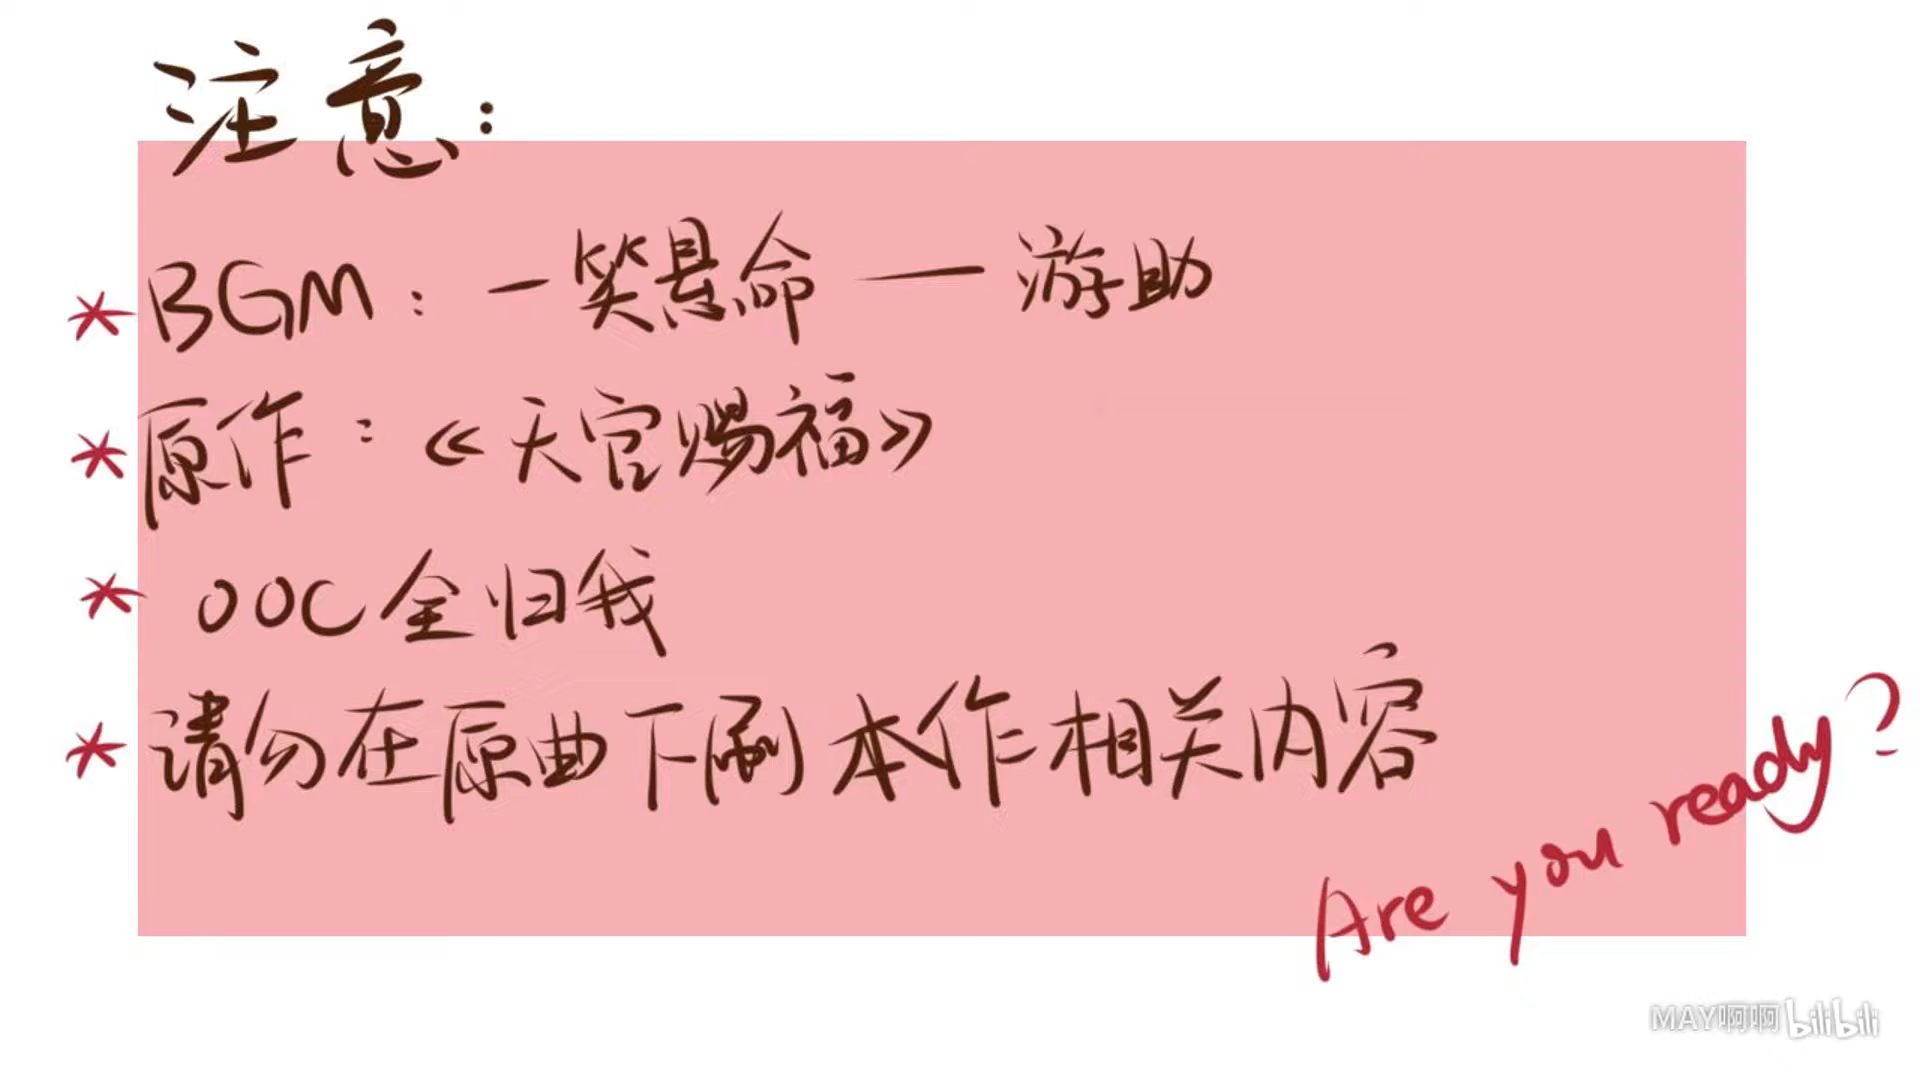 注意:
*BGM:一笑悬命 — 游助
*原作:《天官赐福》
* OOC全归我
*请勿在原曲下刷本作相关内容
Are you ready?
MAY啊啊 bilibili